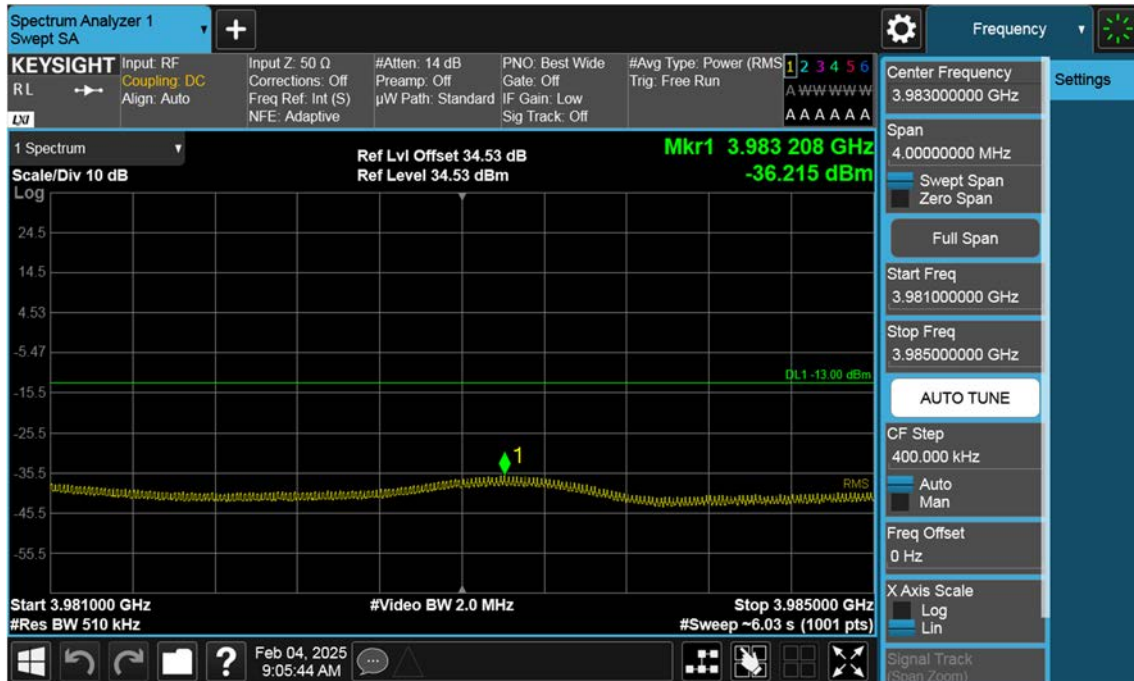 Spectrum Analyzer 1
Swept SA
Frequency
KEYSIGHT
RL
LXI
Input: RF
Coupling: DC
Align: Auto
Input Z: 50 Ω
Corrections: Off
Freq Ref: Int (S)
NFE: Adaptive
#Atten: 14 dB
Preamp: Off
µW Path: Standard
PNO: Best Wide
Gate: Off
IF Gain: Low
Sig Track: Off
#Avg Type: Power (RMS
Trig: Free Run
1 2 3 4 5 6
A W W W W W
A A A A A A
1 Spectrum
Scale/Div 10 dB
Ref Lvl Offset 34.53 dB
Ref Level 34.53 dBm
Mkr1 3.983 208 GHz
-36.215 dBm
Log
24.5
14.5
4.53
-5.47
-15.5
-25.5
-35.5
-45.5
-55.5
DL1 -13.00 dBm
1
RMS
Start 3.981000 GHz
#Res BW 510 kHz
#Video BW 2.0 MHz
Stop 3.985000 GHz
#Sweep ~6.03 s (1001 pts)
Center Frequency
3.983000000 GHz
Settings
Span
4.00000000 MHz
Swept Span
Zero Span
Full Span
Start Freq
3.981000000 GHz
Stop Freq
3.985000000 GHz
AUTO TUNE
CF Step
400.000 kHz
Auto
Man
Freq Offset
0 Hz
X Axis Scale
Log
Lin
Signal Track
(Span Zoom)
?
Feb 04, 2025
9:05:44 AM